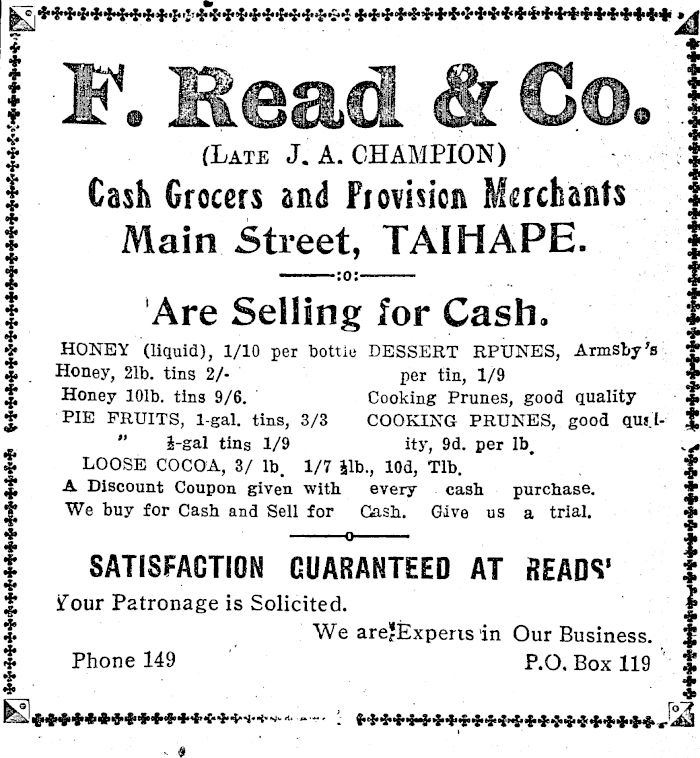 F. Read & Co.
(LATE J. A. CHAMPION)
Cash Grocers and Provision Merchants
Main Street, TAIHAPE.
:o:
Are Selling for Cash.
HONEY (liquid), 1/10 per bottle
Honey, 2lb. tins 2/-
Honey 10lb. tins 9/6.
PIE FRUITS, 1-gal. tins, 3/3
" ½-gal tins 1/9
DESSERT RPUNES, Armsby's
per tin, 1/9
Cooking Prunes, good quality
COOKING PRUNES, good qual-
ity, 9d. per lb.
LOOSE COCOA, 3/ lb. 1/7 ½lb., 10d, Tlb.
A Discount Coupon given with every cash purchase.
We buy for Cash and Sell for Cash. Give us a trial.
o
SATISFACTION GUARANTEED AT READS'
Your Patronage is Solicited.
We are Experts in Our Business.
Phone 149
P.O. Box 119